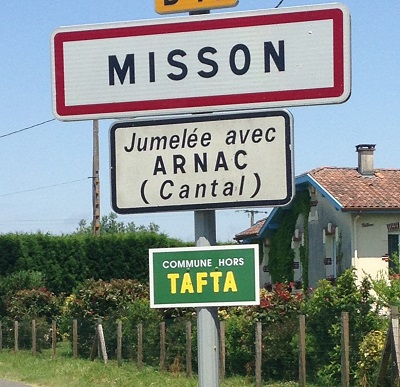 MISSON
Jumelée avec
ARNAC
(Cantal)
COMMUNE HORS
TAFTA